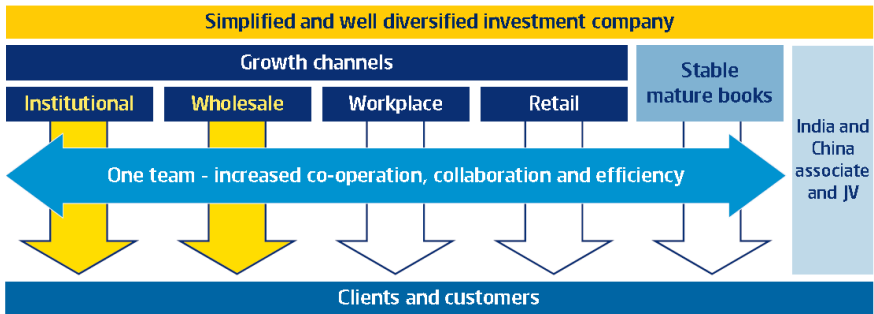 Simplified and well diversified investment company
Growth channels
Stable
mature books
Institutional
Wholesale
Workplace
Retail
India and
China
associate
and JV
One team - increased co-operation, collaboration and efficiency
Clients and customers